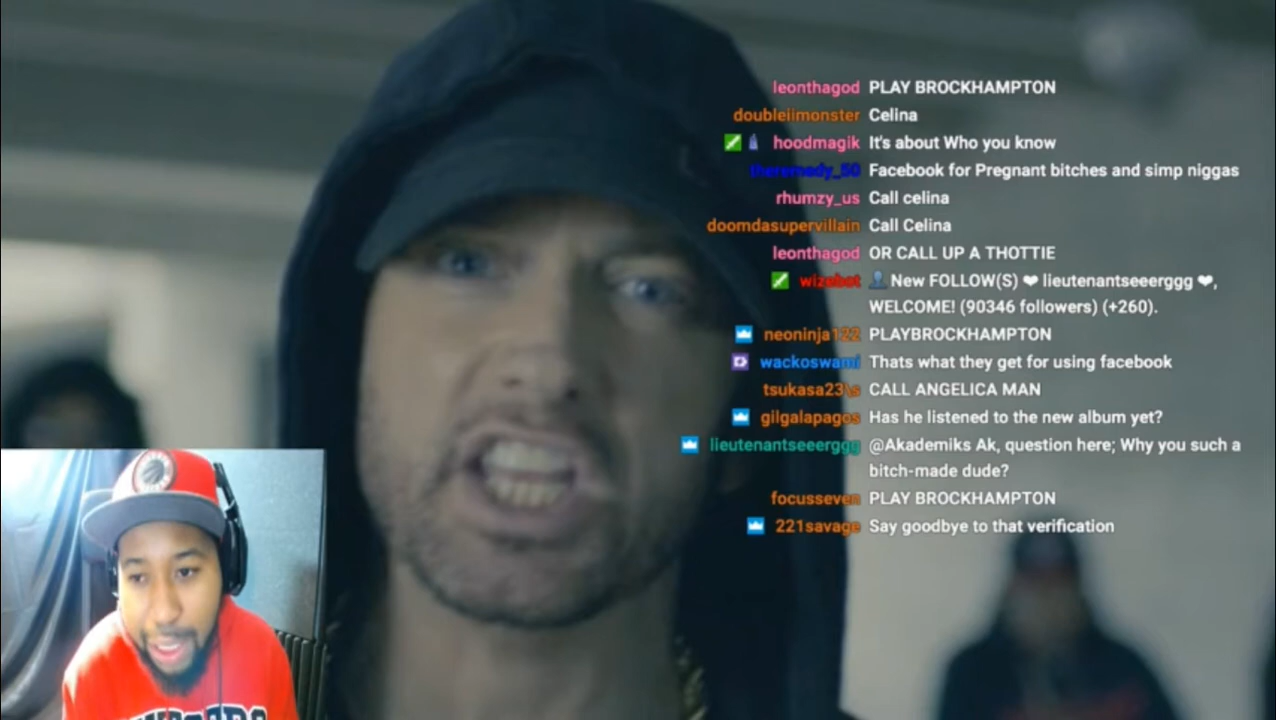 leonthagod PLAY BROCKHAMPTON
doubleiimonster Celina
hoodmagik It's about Who you know
theremedy_50 Facebook for Pregnant bitches and simp niggas
rhumzy_us Call celina
doomdasupervillain Call Celina
leonthagod OR CALL UP A THOTTIE
wizebot New FOLLOW(S) ❤ lieutenantseeerggg ❤,
WELCOME! (90346 followers) (+260).
neoninja122 PLAYBROCKHAMPTON
wackoswami Thats what they get for using facebook
tsukasa23\s CALL ANGELICA MAN
gilgalapagos Has he listened to the new album yet?
lieutenantseeerggg @Akademiks Ak, question here; Why you such a
bitch-made dude?
focusseven PLAY BROCKHAMPTON
221savage Say goodbye to that verification